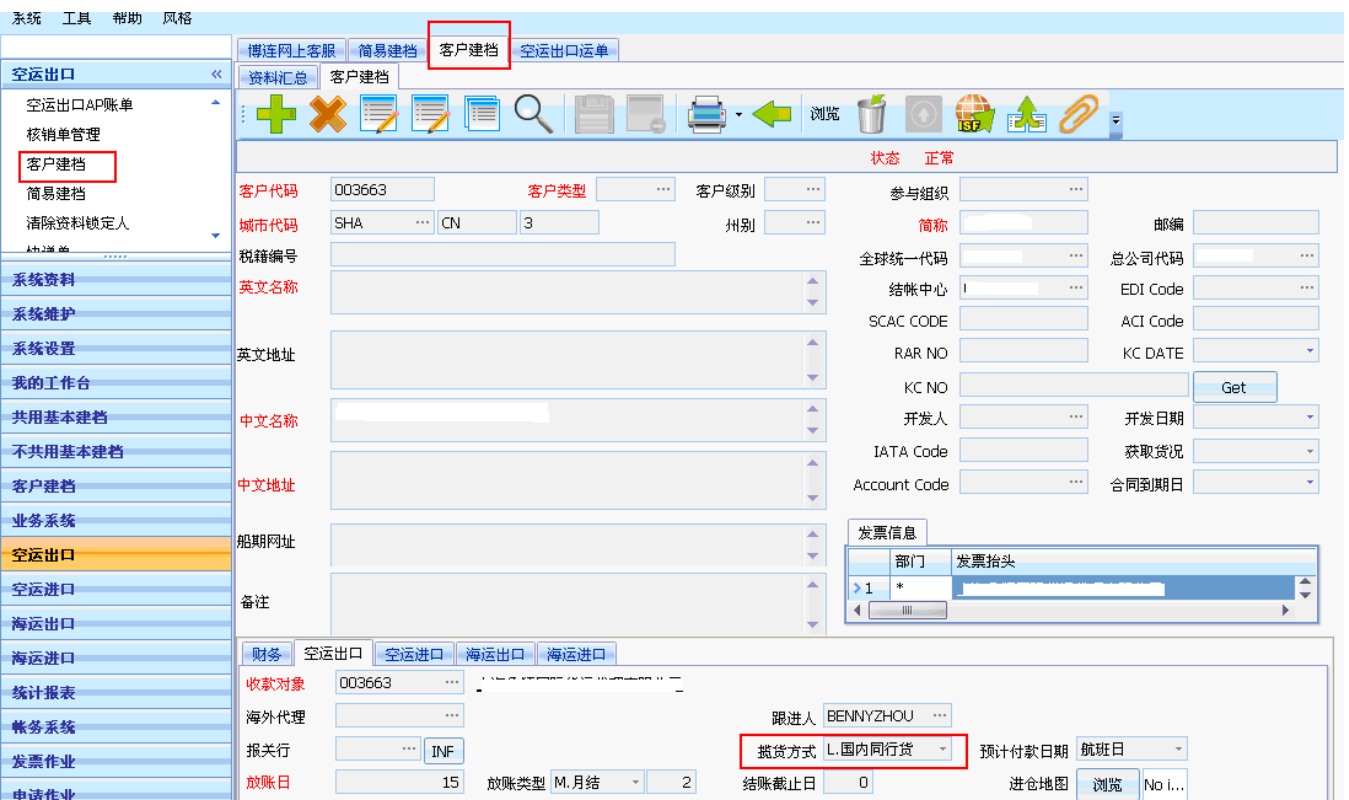 系统 工具 帮助 风格
博连网上客服 简易建档 客户建档 空运出口运单
空运出口 «
资料汇总 客户建档
空运出口AP账单
核销单管理
客户建档
简易建档
清除资料锁定人
浏览
ISF
状态 正常
系统资料
系统维护
系统设置
我的工作台
共用基本建档
不共用基本建档
客户建档
业务系统
空运出口
空运进口
海运出口
海运进口
统计报表
帐务系统
发票作业
申请作业
客户代码 003663 客户类型 ... 客户级别 ... 参与组织 ...
城市代码 SHA ... CN 3 州别 ... 简称 邮编
税籍编号 全球统一代码 ... 总公司代码 ...
英文名称 结帐中心 ... EDI Code ...
SCAC CODE ACI Code
英文地址 RAR NO KC DATE
KC NO Get
中文名称 开发人 ... 开发日期
IATA Code 获取货况
中文地址 Account Code ... 合同到期日
船期网址 发票信息
部门 发票抬头
1 *
备注
财务 空运出口 空运进口 海运出口 海运进口
收款对象 003663 ...
海外代理 ... 跟进人 BENNYZHOU ...
报关行 ... INF 揽货方式 L.国内同行货 预计付款日期 航班日
放账日 15 放账类型 M.月结 2 结账截止日 0 进仓地图 浏览 No i...